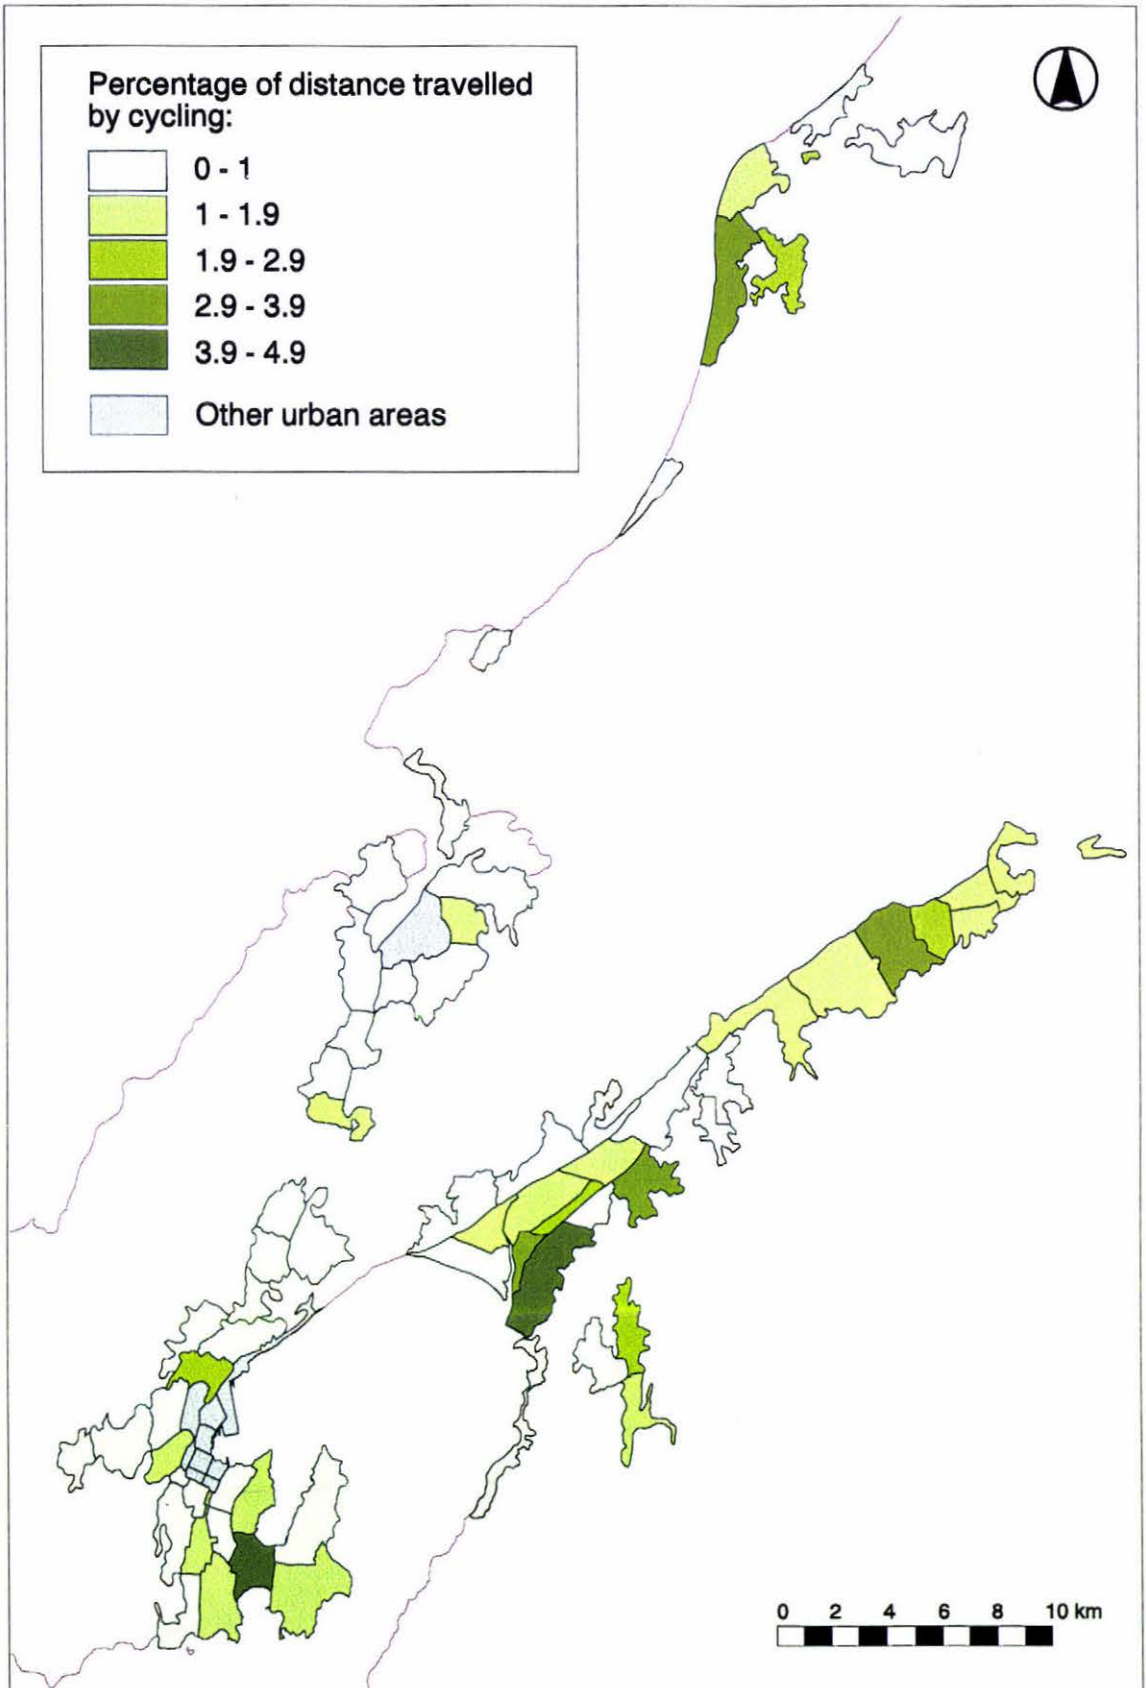 Percentage of distance travelled
by cycling:
0 - 1
1 - 1.9
1.9 - 2.9
2.9 - 3.9
3.9 - 4.9
Other urban areas
0 2 4 6 8 10 km